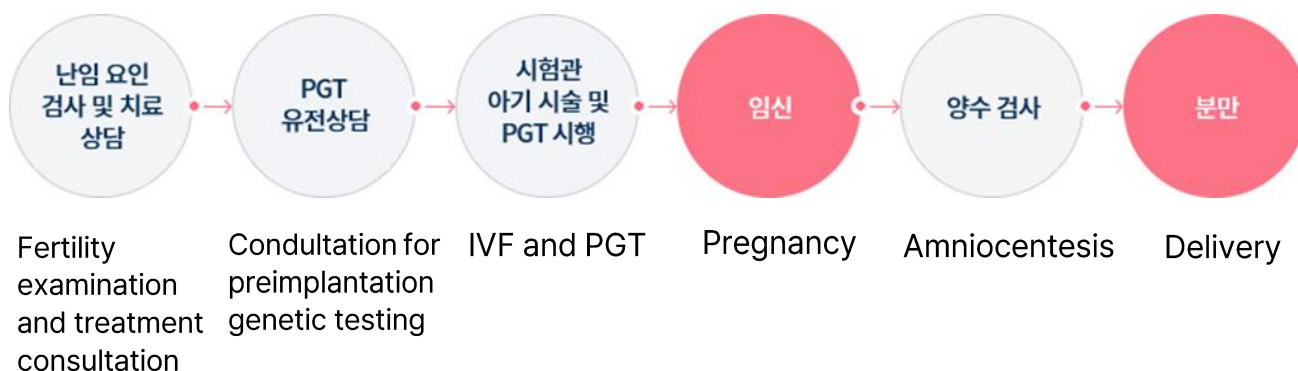 난임 요인
검사 및 치료
상담
PGT
유전상담
시험관
아기 시술 및
PGT 시행
임신
양수 검사
분만
Fertility
examination
and treatment
consultation
Condultation for
preimplantation
genetic testing
IVF and PGT
Pregnancy
Amniocentesis
Delivery